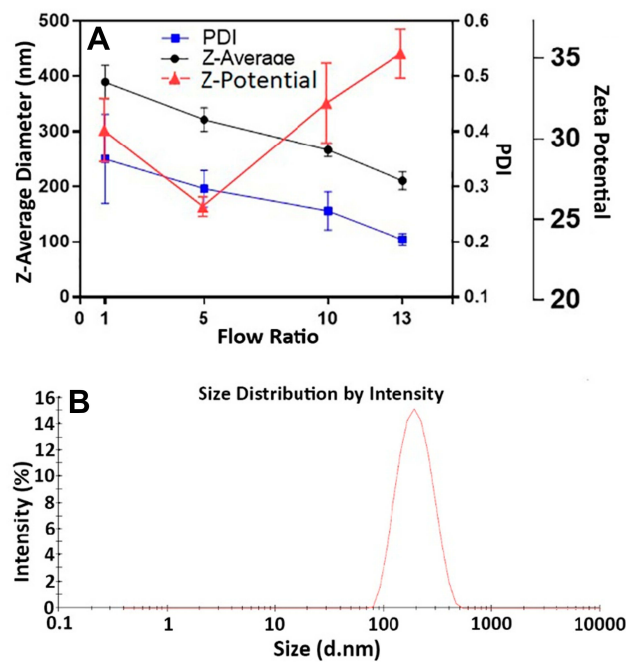 A
PDI
Z-Average
Z-Potential
Z-Average Diameter (nm)
500
400
300
200
100
0
0.6
0.5
0.4
0.3
0.2
0.1
PDI
35
30
25
20
Zeta Potential
0 1 5 10 13
Flow Ratio
B
Size Distribution by Intensity
Intensity (%)
16
14
12
10
8
6
4
2
0
0.1 1 10 100 1000 10000
Size (d.nm)